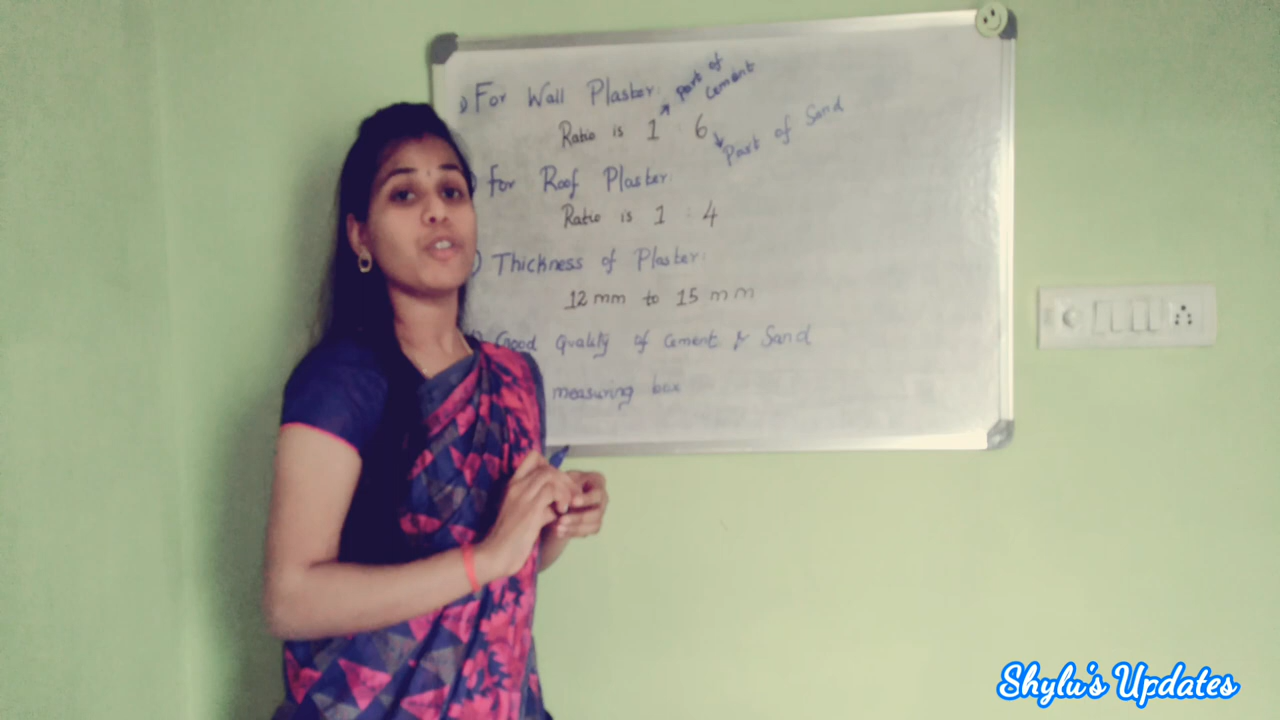 1) For Wall Plaster:
Part of
cement
Ratio is 1 : 6
Part of Sand
) For Roof Plaster
Ratio is 1 : 4
) Thickness of Plaster:
12 mm to 15 mm
) Good Quality of Cement & Sand
measuring box
Shylu's Updates